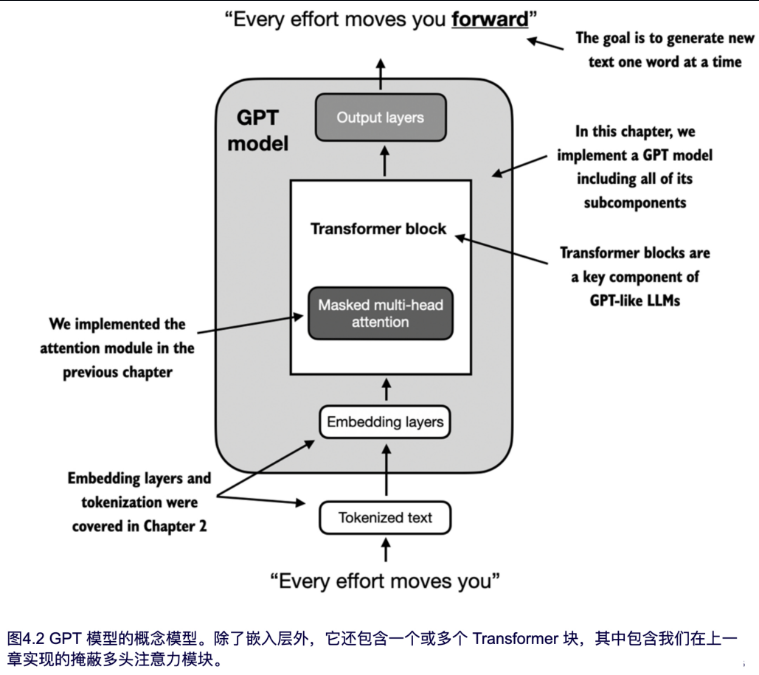 “Every effort moves you forward”
The goal is to generate new
text one word at a time
GPT
model
Output layers
In this chapter, we
implement a GPT model
including all of its
subcomponents
Transformer block
Transformer blocks are
a key component of
GPT-like LLMs
Masked multi-head
attention
We implemented the
attention module in the
previous chapter
Embedding layers
Embedding layers and
tokenization were
covered in Chapter 2
Tokenized text
“Every effort moves you”
图4.2 GPT 模型的概念模型。除了嵌入层外，它还包含一个或多个 Transformer 块，其中包含我们在上一
章实现的掩蔽多头注意力模块。